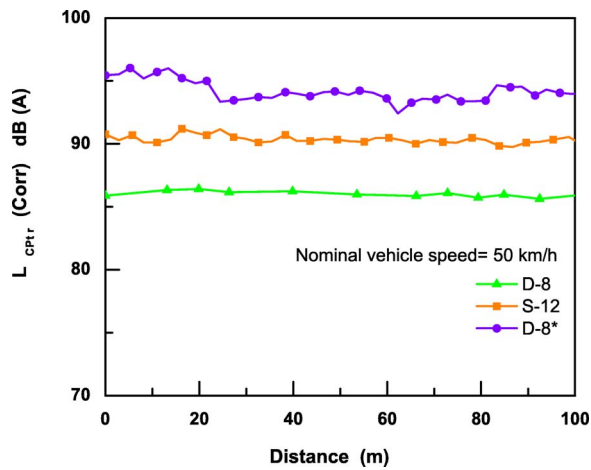 100
90
80
70
L CPtr (Corr) dB (A)
Nominal vehicle speed= 50 km/h
D-8
S-12
D-8*
0 20 40 60 80 100
Distance (m)